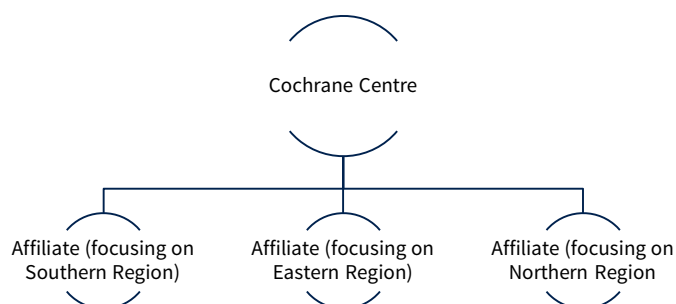 Cochrane Centre
Affiliate (focusing on
Southern Region)
Affiliate (focusing on
Eastern Region)
Affiliate (focusing on
Northern Region